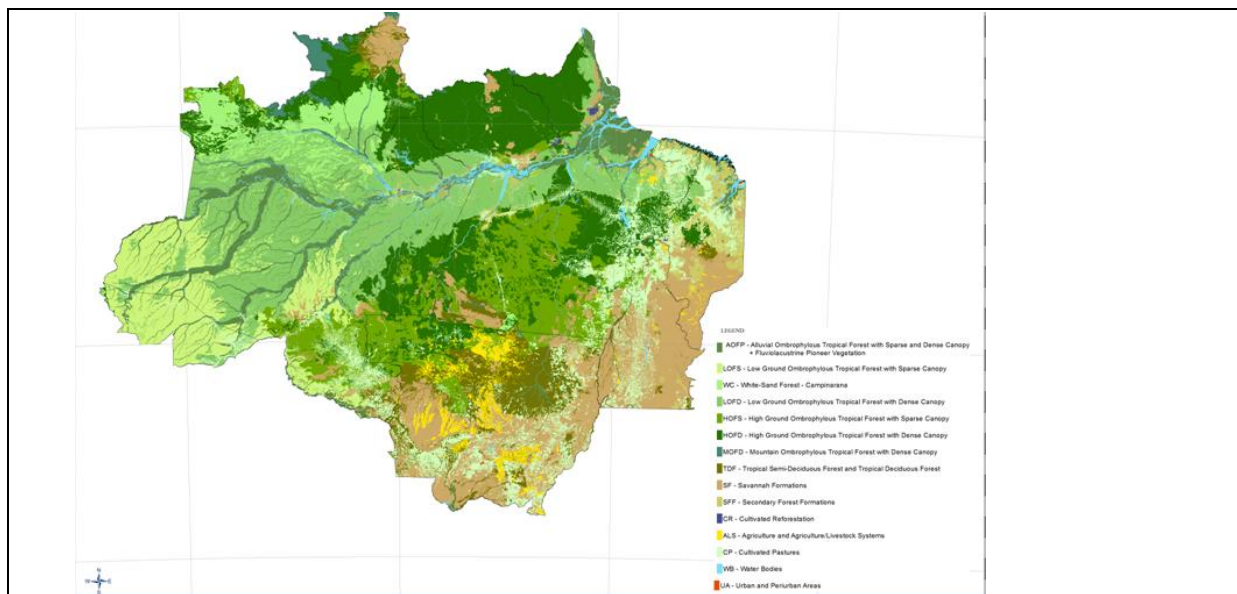 LEGEND:
AOFP - Alluvial Ombrophylous Tropical Forest with Sparse and Dense Canopy
+ Fluviolacustrine Pioneer Vegetation
LOFS - Low Ground Ombrophylous Tropical Forest with Sparse Canopy
WC - White-Sand Forest - Campinarana
LOFD - Low Ground Ombrophylous Tropical Forest with Dense Canopy
HOFS - High Ground Ombrophylous Tropical Forest with Sparse Canopy
HOFD - High Ground Ombrophylous Tropical Forest with Dense Canopy
MOFD - Mountain Ombrophylous Tropical Forest with Dense Canopy
TDF - Tropical Semi-Deciduous Forest and Tropical Deciduous Forest
SF - Savannah Formations
SFF - Secondary Forest Formations
CR - Cultivated Reforestation
ALS - Agriculture and Agriculture/Livestock Systems
CP - Cultivated Pastures
WB - Water Bodies
UA - Urban and Periurban Areas
N
W E
S